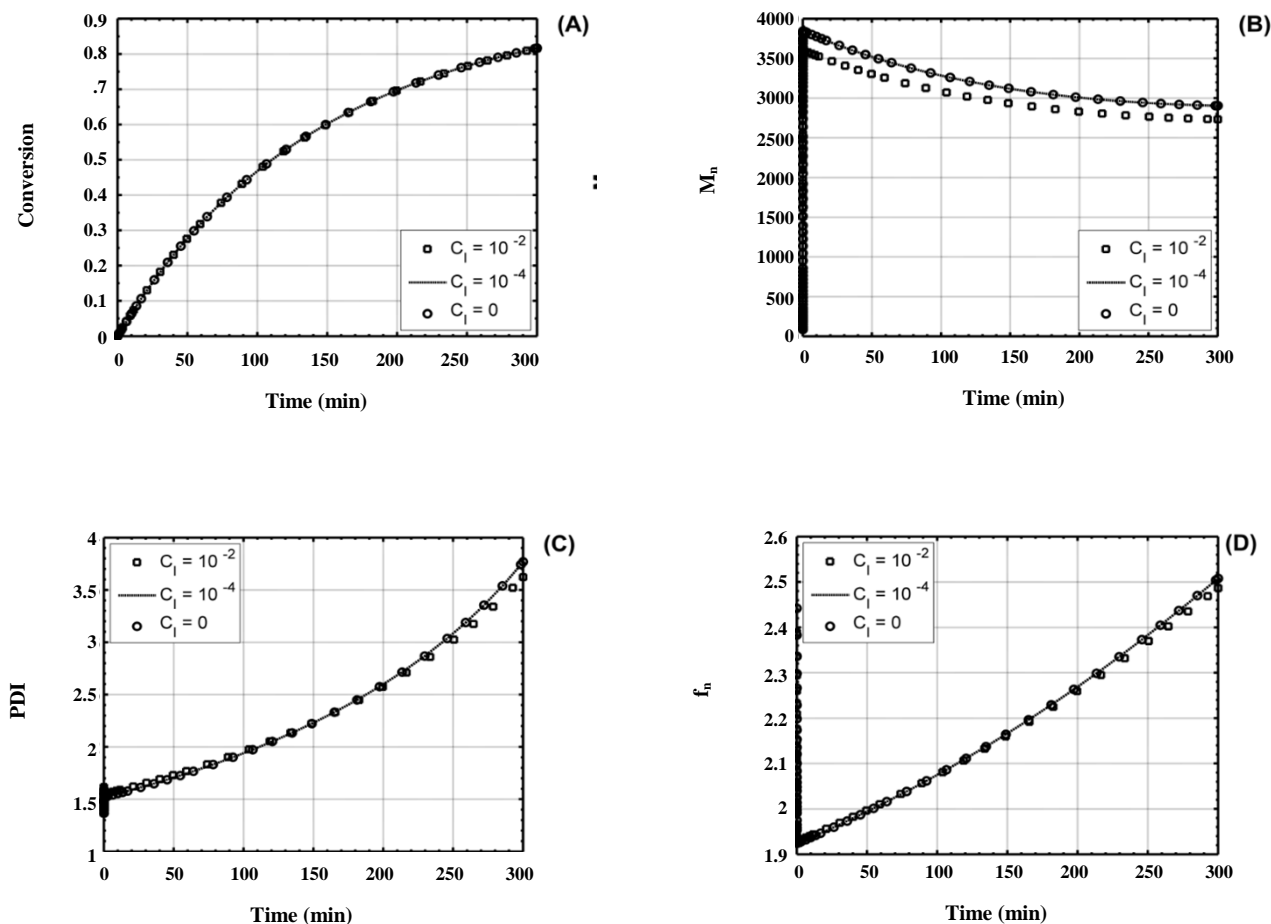 (A)
0.9
0.8
.7
0.6
0.5
0.4
0.3
0.2
0.1
0
Conversion
C_I = 10^-2
C_I = 10^-4
C_I = 0
0 50 100 150 200 250 300
Time (min)
(B)
4000
3500
3000
2500
2000
1500
1000
500
0
M_n
C_I = 10^-2
C_I = 10^-4
C_I = 0
0 50 100 150 200 250 300
Time (min)
(C)
4
3.5
3
2.5
2
1.5
1
PDI
C_I = 10^-2
C_I = 10^-4
C_I = 0
0 50 100 150 200 250 300
Time (min)
(D)
2.6
2.5
2.4
2.3
2.2
2.1
2
1.9
f_n
C_I = 10^-2
C_I = 10^-4
C_I = 0
0 50 100 150 200 250 300
Time (min)